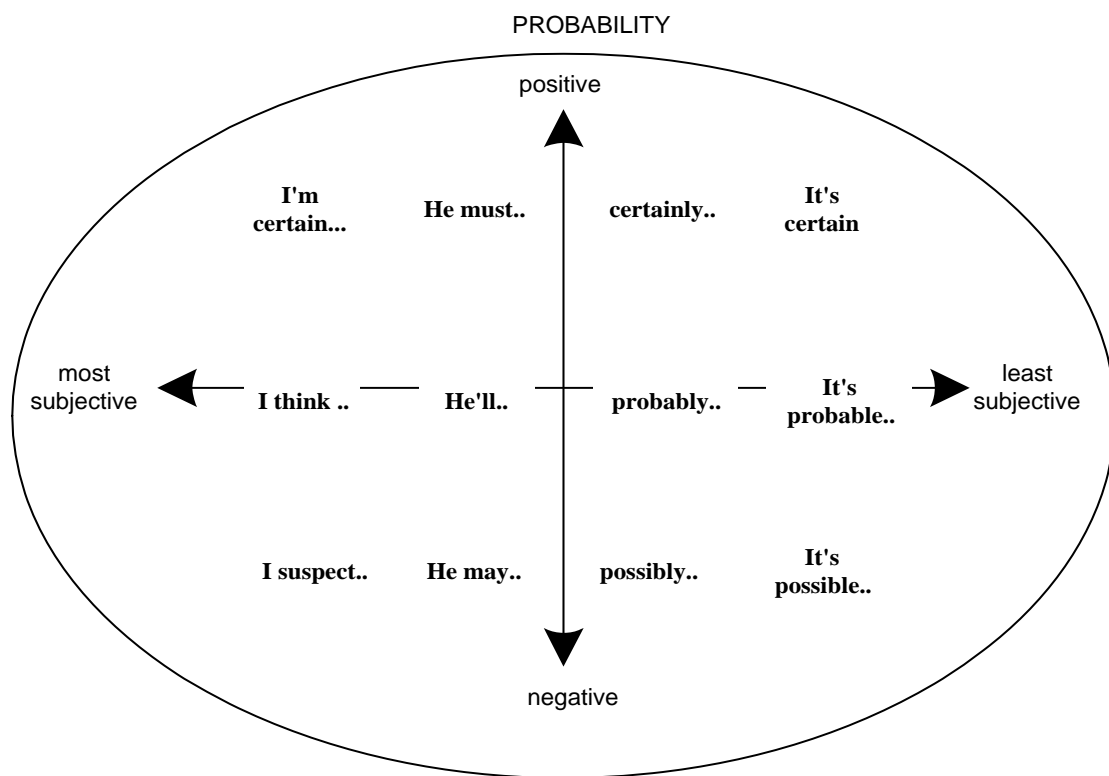 PROBABILITY
positive
I'm
certain...
He must..
certainly..
It's
certain
most
subjective
I think ..
He'll..
probably..
It's
probable..
least
subjective
I suspect..
He may..
possibly..
It's
possible..
negative